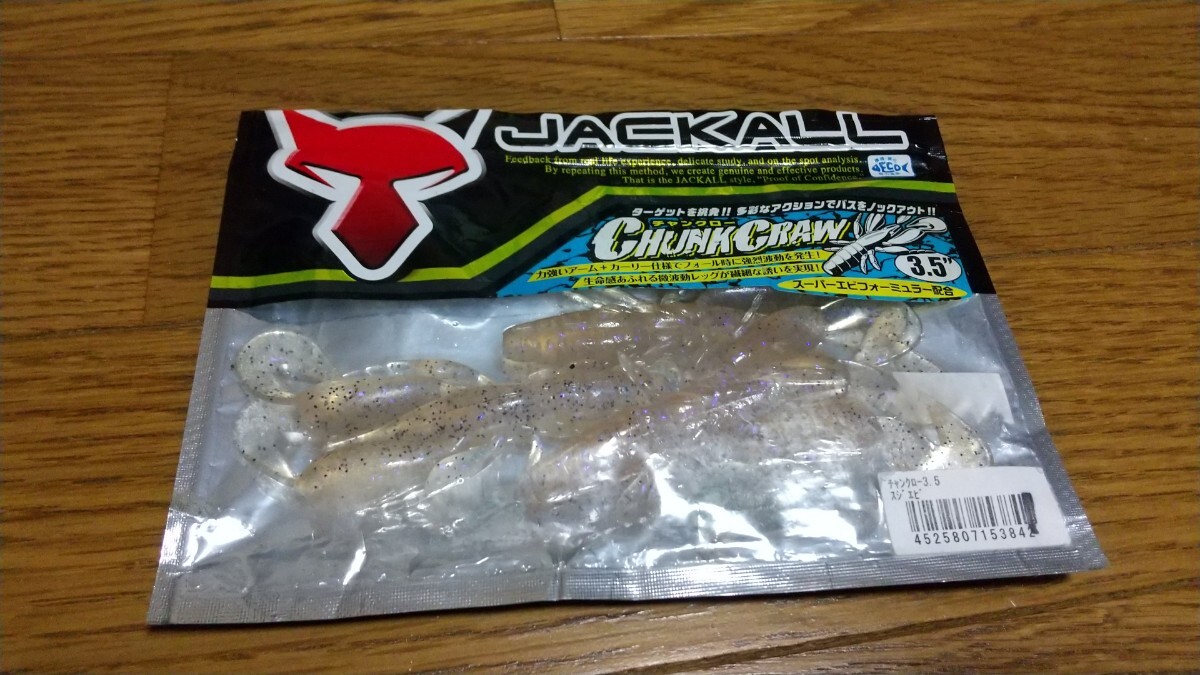 JACKALL
Feedback from real life experience, delicate study, and on the spot analysis...
By repeating this method, we create genuine and effective products.
That is the JACKALL style, "Proof of Confidence."
ECO
ターゲットを挑発!! 多彩なアクションでバスをノックアウト!!
チャンクロー
CHUNK CRAW
3.5"
力強いアーム+カーリー仕様でフォール時に強烈波動を発生!
生命感あふれる微波動レッグが繊細な誘いを実現!
スーパーエビフォーミュラー配合
チャンクロー3.5
スジエビ
4525807153842